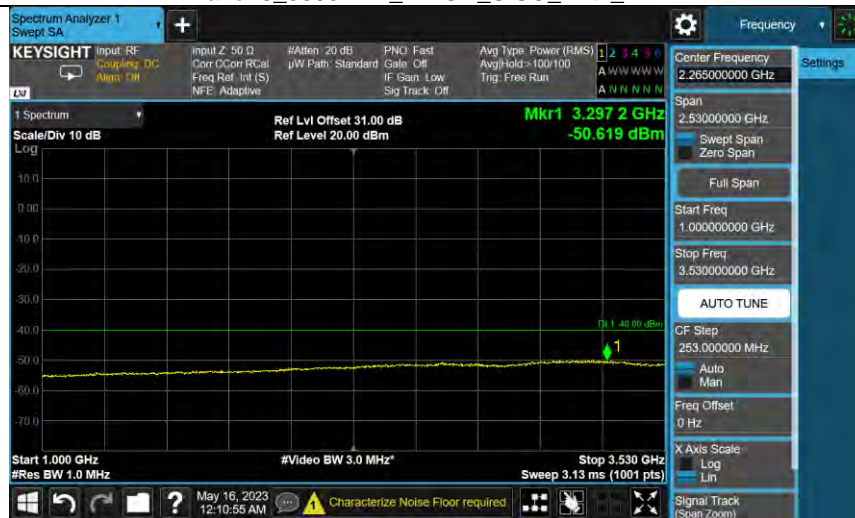 Spectrum Analyzer 1
Swept SA
+
Frequency
KEYSIGHT
Input: RF
Coupling: DC
Align: Off
Input Z: 50 Ω
Corr CCorr RCal
Freq Ref: Int (S)
NFE: Adaptive
#Atten: 20 dB
µW Path: Standard
PNO: Fast
Gate: Off
IF Gain: Low
Sig Track: Off
Avg Type: Power (RMS)
Avg|Hold:>100/100
Trig: Free Run
1 2 3 4 5 6
A W W W W W
A N N N N N
LXI
Center Frequency
2.265000000 GHz
Settings
Span
2.53000000 GHz
Swept Span
Zero Span
Full Span
Start Freq
1.000000000 GHz
Stop Freq
3.530000000 GHz
AUTO TUNE
CF Step
253.000000 MHz
Auto
Man
Freq Offset
0 Hz
X Axis Scale
Log
Lin
Signal Track
(Span Zoom)
1 Spectrum
Scale/Div 10 dB
Log
Ref Lvl Offset 31.00 dB
Ref Level 20.00 dBm
Mkr1 3.297 2 GHz
-50.619 dBm
10.0
0.00
-10.0
-20.0
-30.0
-40.0
-50.0
-60.0
-70.0
DL1 -40.00 dBm
1
Start 1.000 GHz
#Res BW 1.0 MHz
#Video BW 3.0 MHz*
Stop 3.530 GHz
Sweep 3.13 ms (1001 pts)
?
May 16, 2023
12:10:55 AM
Characterize Noise Floor required